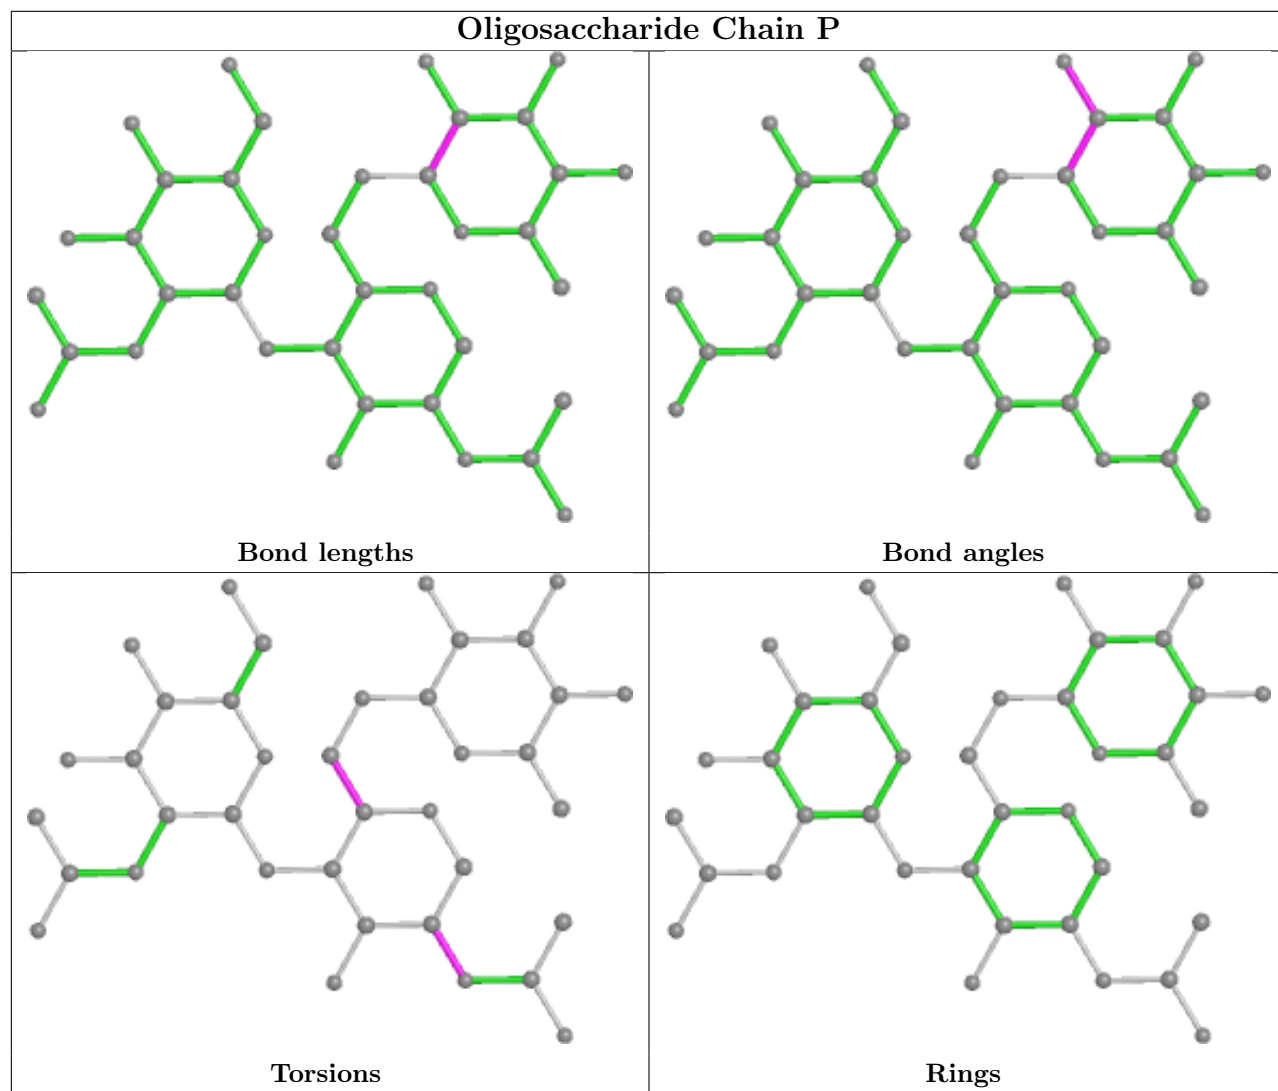 Oligosaccharide Chain P
Bond lengths
Bond angles
Torsions
Rings